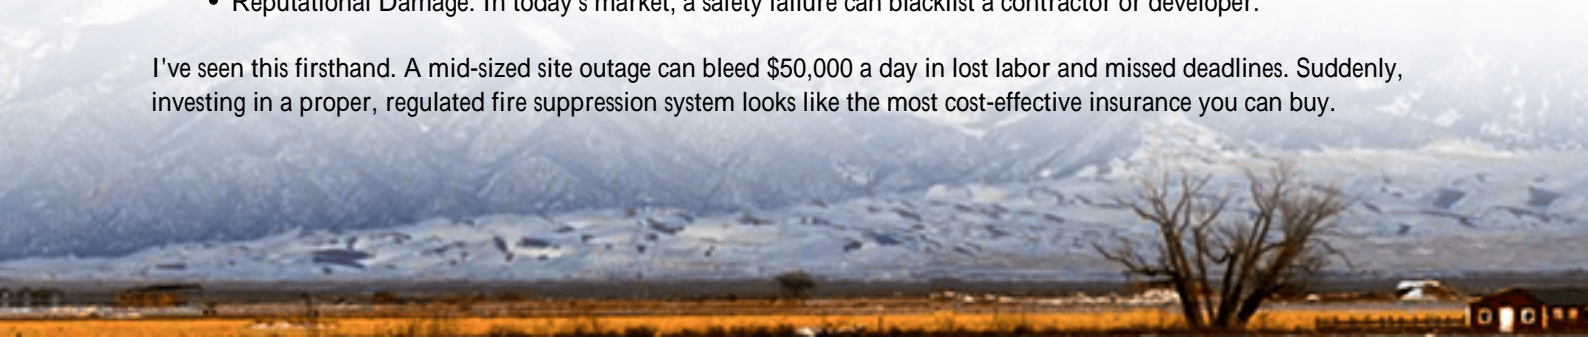 • Reputational Damage. In today's market, a safety failure can blacklist a contractor or developer.
I've seen this firsthand. A mid-sized site outage can bleed $50,000 a day in lost labor and missed deadlines. Suddenly,
investing in a proper, regulated fire suppression system looks like the most cost-effective insurance you can buy.